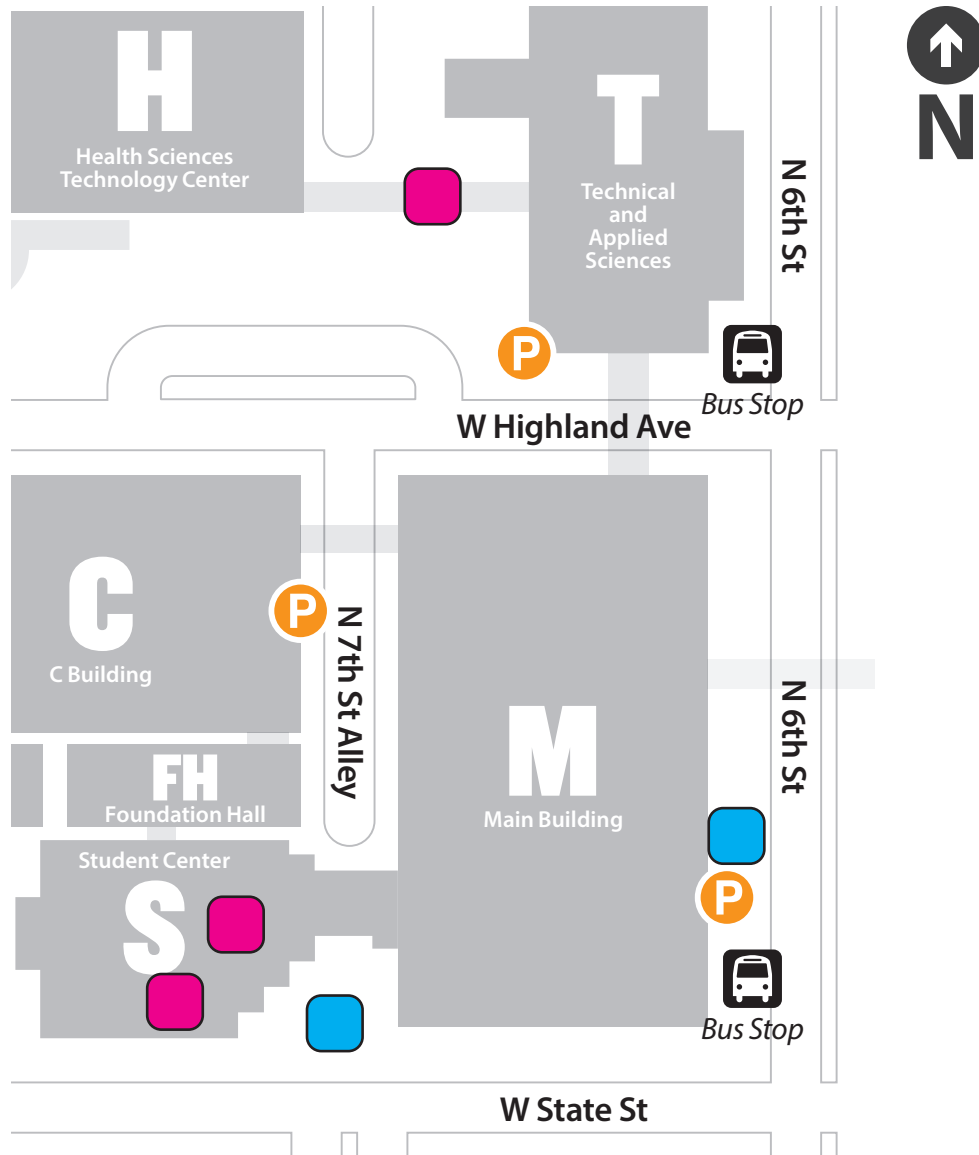 H
Health Sciences
Technology Center
T
Technical
and
Applied
Sciences
N 6th St
N
P
Bus Stop
W Highland Ave
C
C Building
P
N 7th St Alley
M
Main Building
N 6th St
FH
Foundation Hall
Student Center
S
P
Bus Stop
W State St